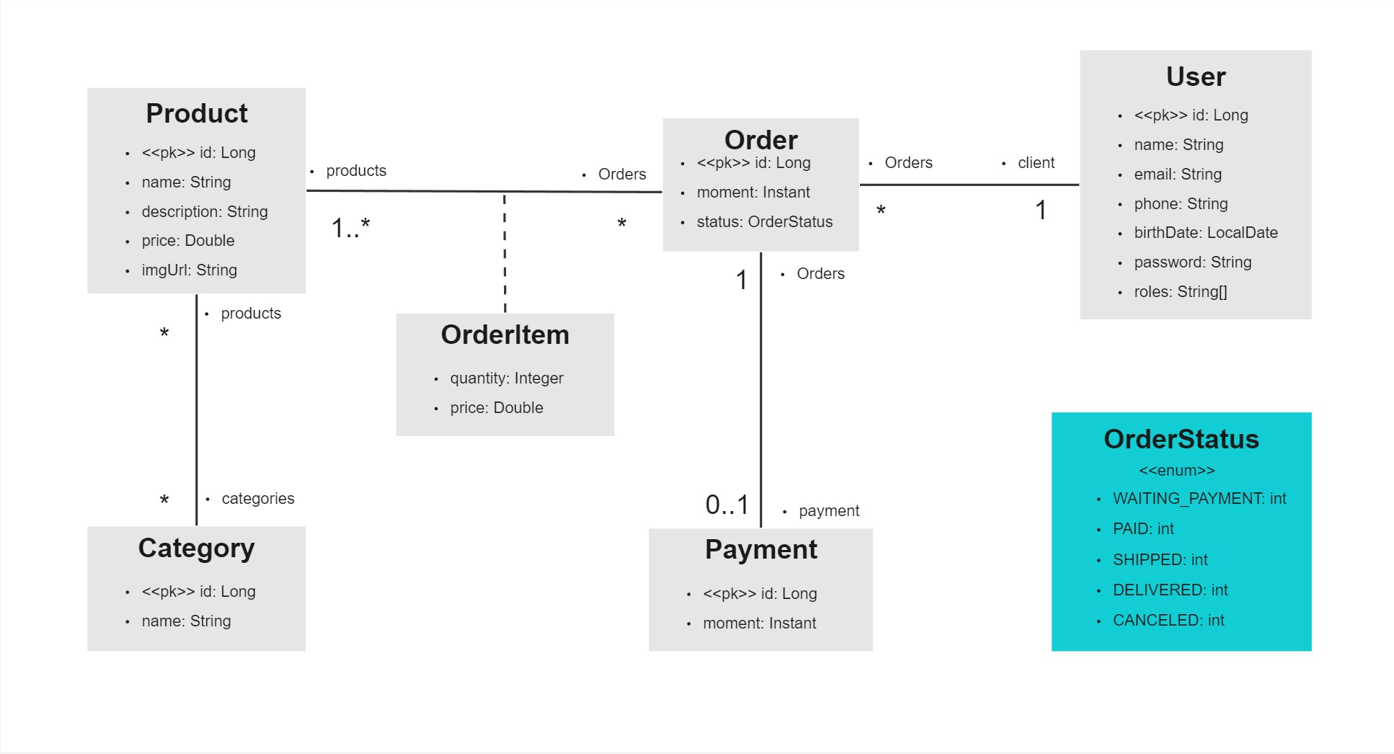 Product
• <<pk>> id: Long
• name: String
• description: String
• price: Double
• imgUrl: String
• products
1..*
• Orders
*
Order
• <<pk>> id: Long
• moment: Instant
• status: OrderStatus
• Orders
*
• client
1
User
• <<pk>> id: Long
• name: String
• email: String
• phone: String
• birthDate: LocalDate
• password: String
• roles: String[]
• products
*
OrderItem
• quantity: Integer
• price: Double
1
• Orders
* • categories
Category
• <<pk>> id: Long
• name: String
0..1
• payment
Payment
• <<pk>> id: Long
• moment: Instant
OrderStatus
<<enum>>
• WAITING_PAYMENT: int
• PAID: int
• SHIPPED: int
• DELIVERED: int
• CANCELED: int